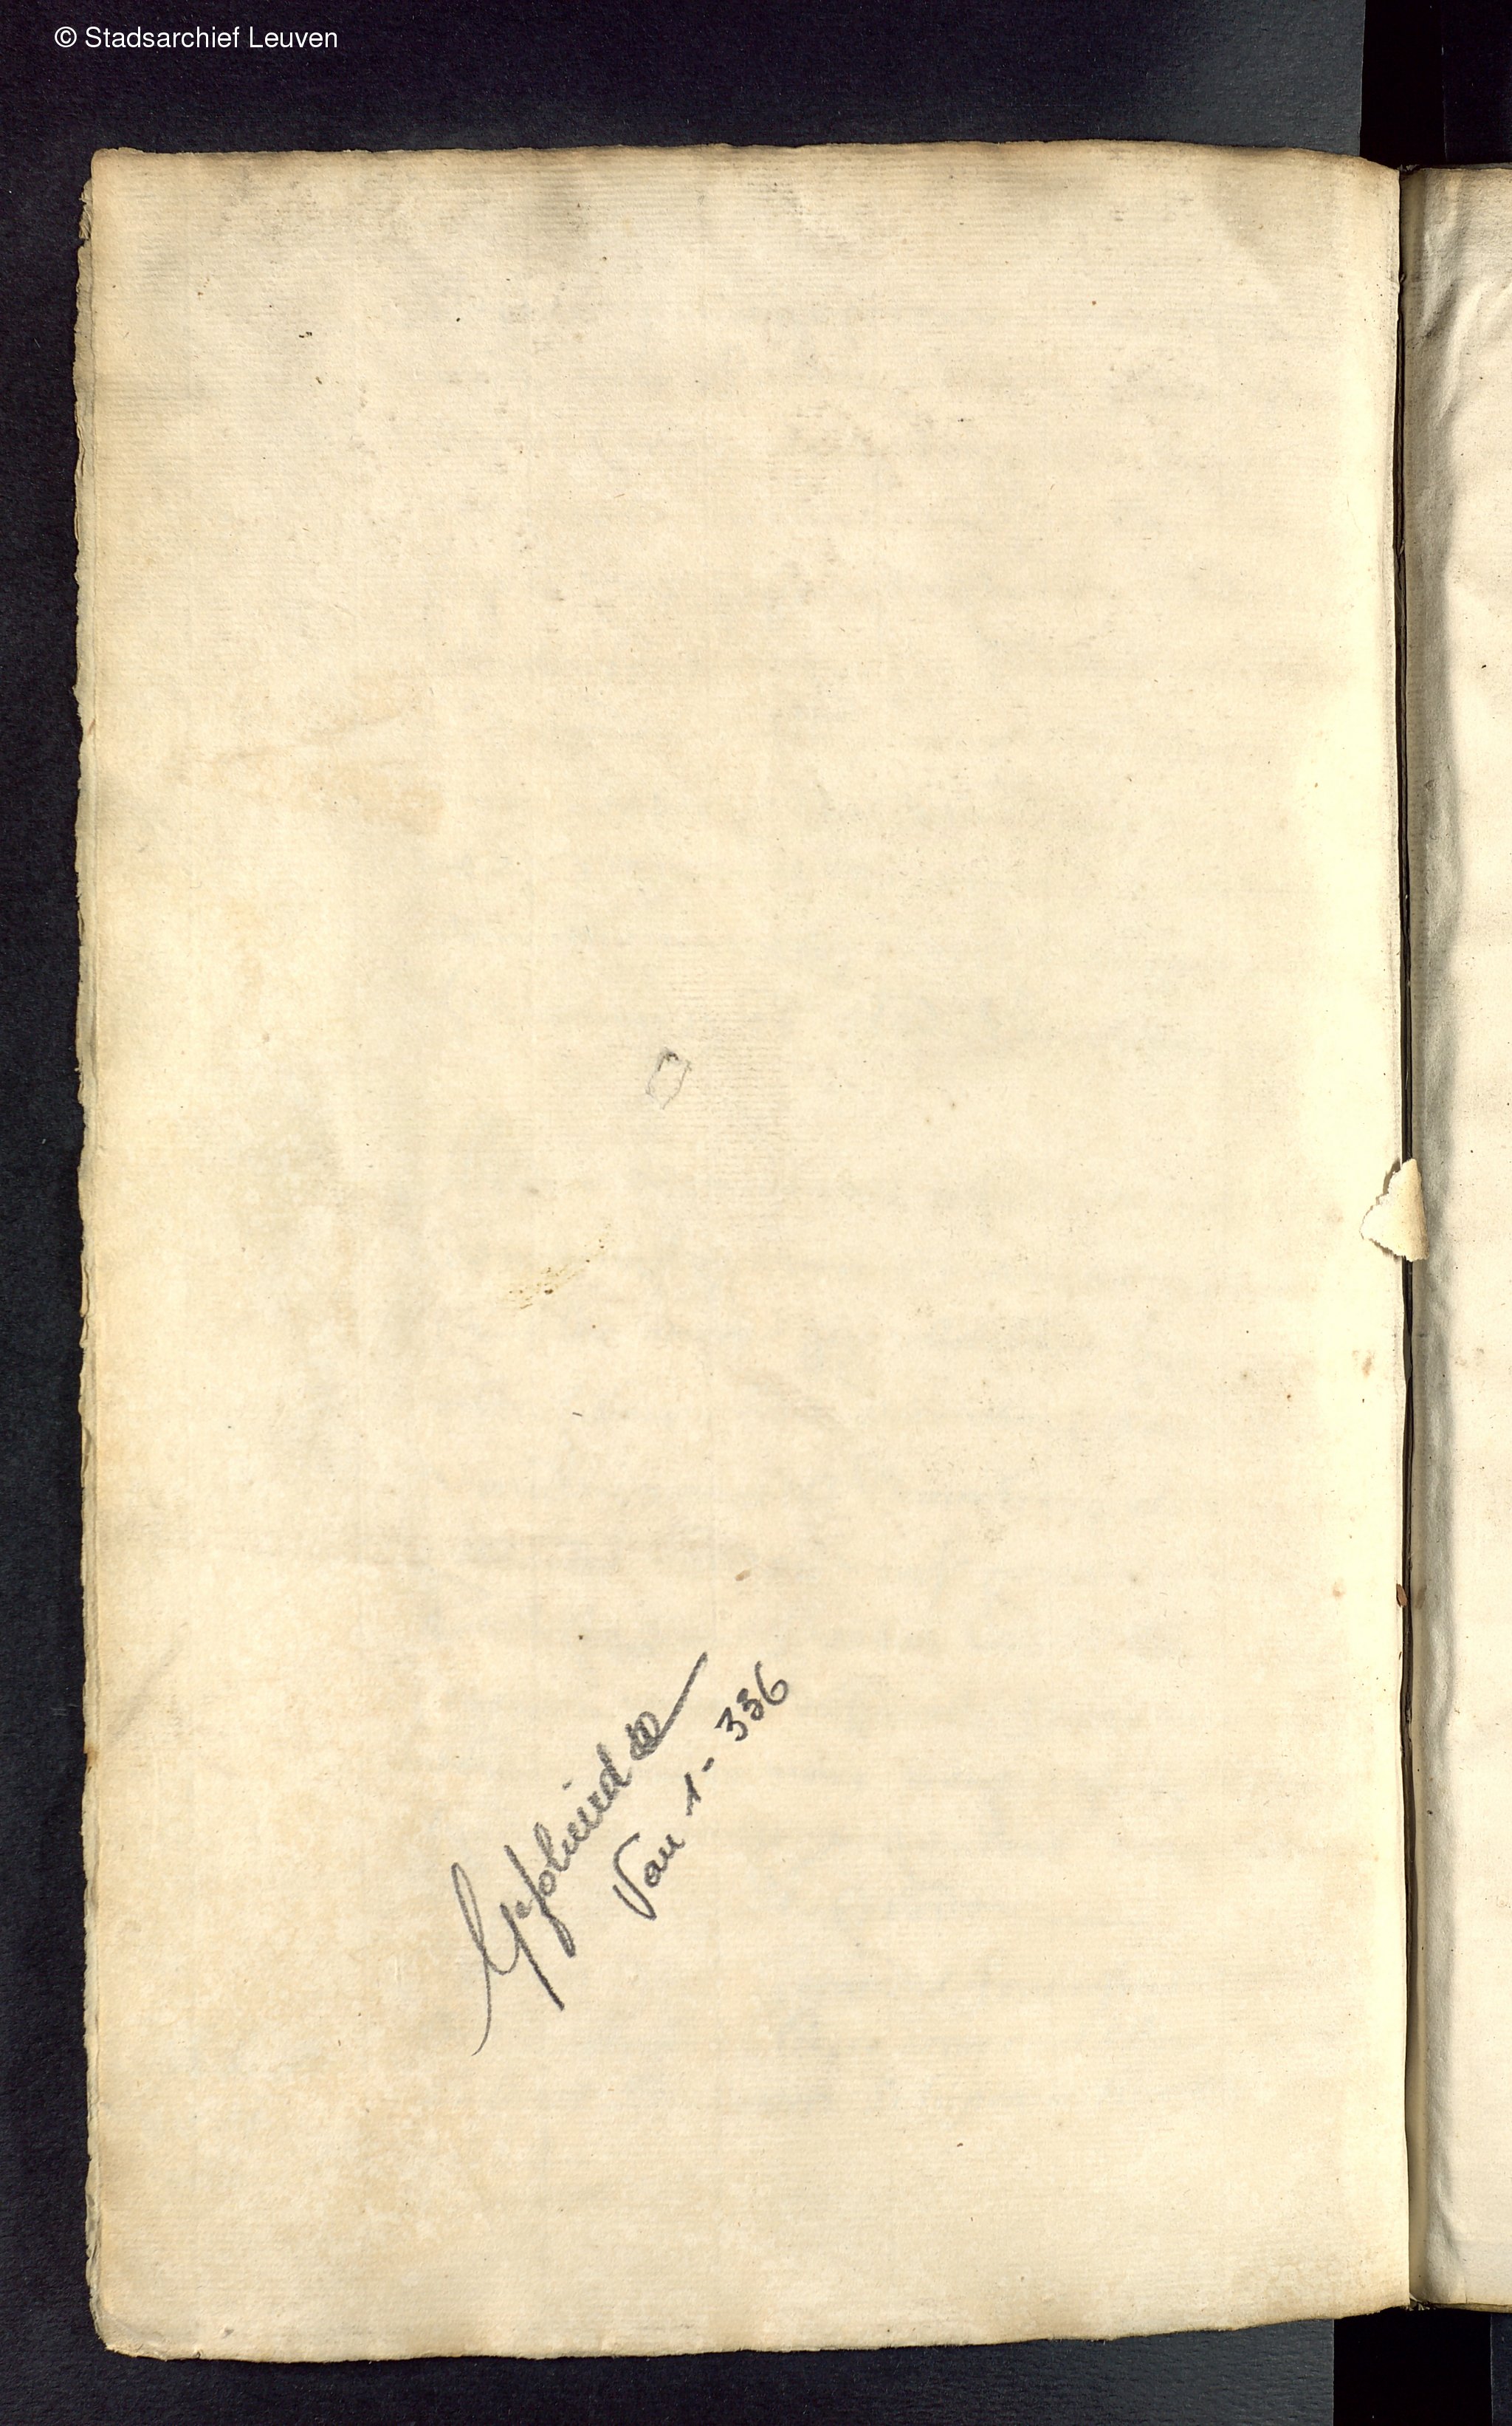 © Stadsarchief Leuven
Gefolieerd
Van 1 - 336